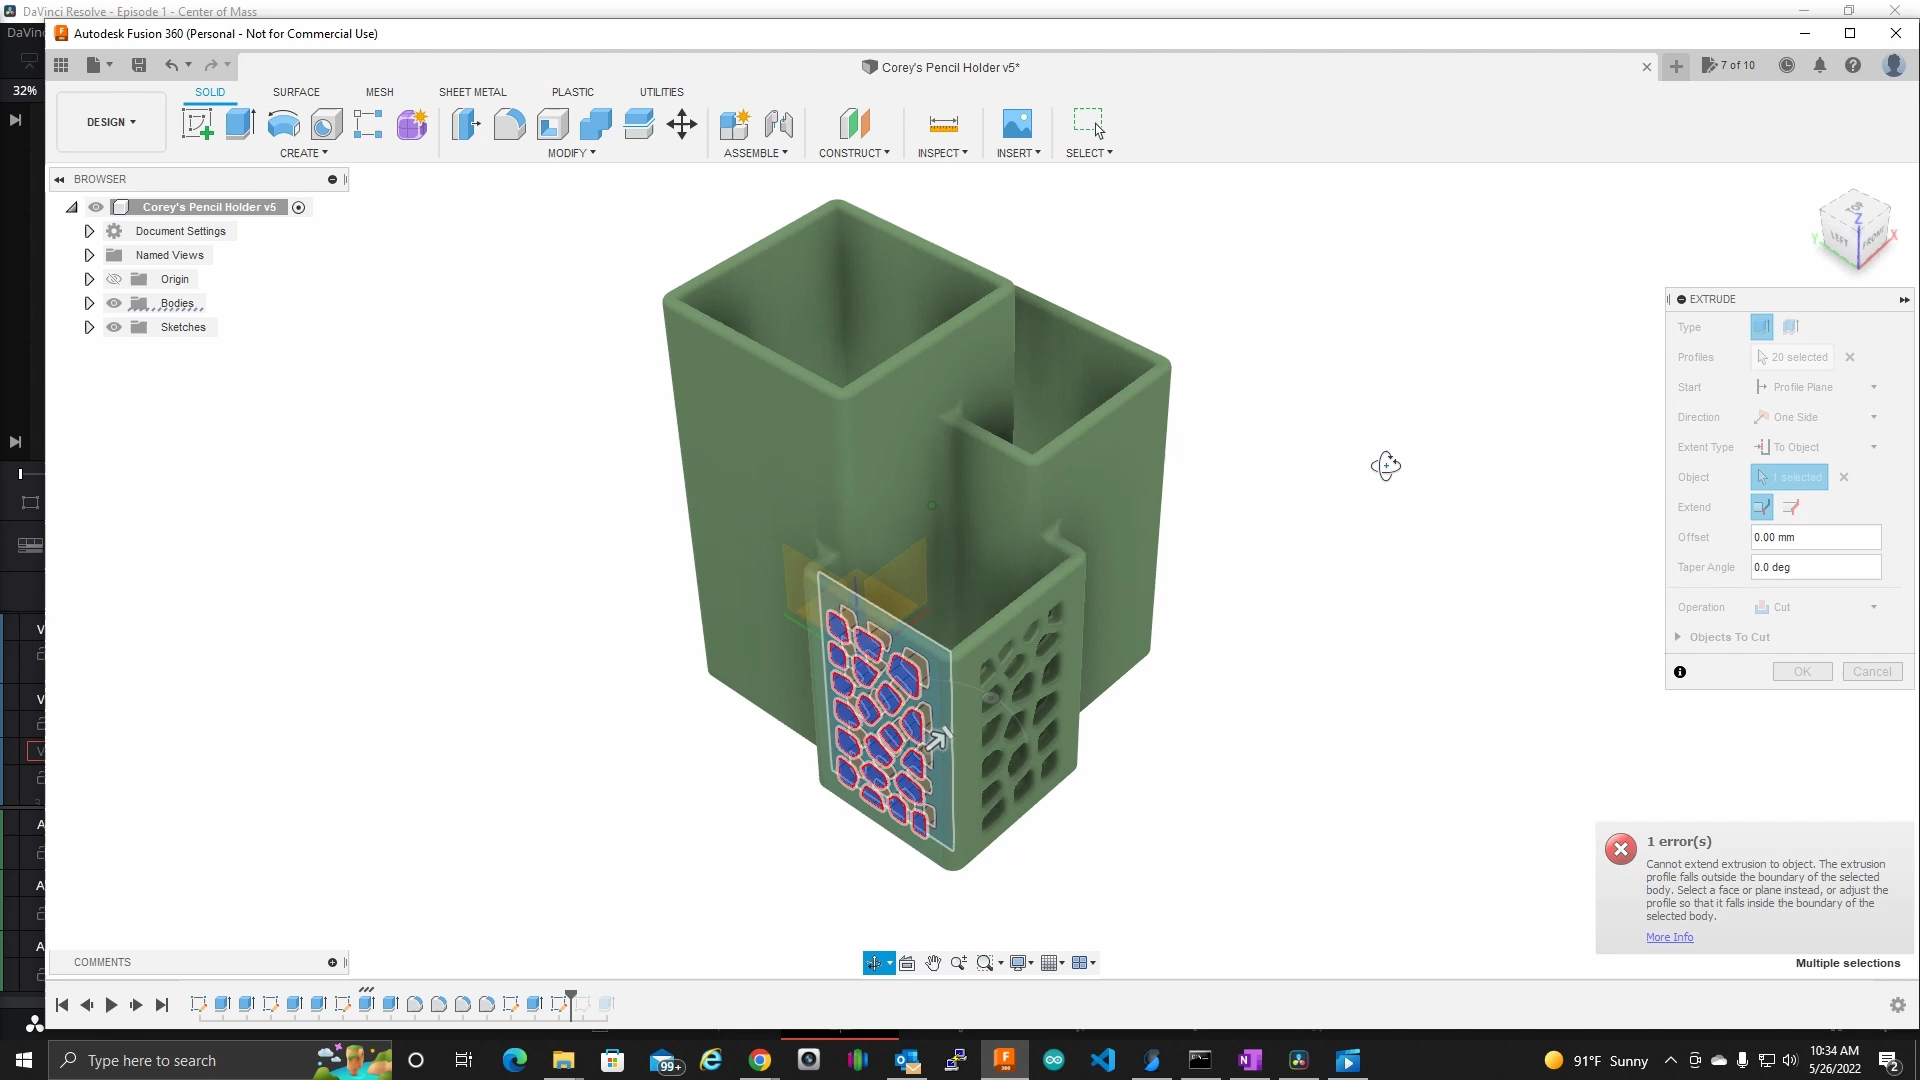 DaVinci Resolve - Episode 1 - Center of Mass
DaVin
Autodesk Fusion 360 (Personal - Not for Commercial Use)
Corey's Pencil Holder v5*
7 of 10
32%
DESIGN
SOLID
SURFACE
MESH
SHEET METAL
PLASTIC
UTILITIES
CREATE
MODIFY
ASSEMBLE
CONSTRUCT
INSPECT
INSERT
SELECT
BROWSER
Corey's Pencil Holder v5
Document Settings
Named Views
Origin
Bodies
Sketches
Z
Y
X
LEFT
FRONT
EXTRUDE
Type
Profiles 20 selected
Start Profile Plane
Direction One Side
Extent Type To Object
Object 1 selected
Extend
Offset 0.00 mm
Taper Angle 0.0 deg
Operation Cut
Objects To Cut
OK Cancel
1 error(s)
Cannot extend extrusion to object. The extrusion
profile falls outside the boundary of the selected
body. Select a face or plane instead, or adjust the
profile so that it falls inside the boundary of the
selected body.
More Info
Multiple selections
COMMENTS
V
V
V
A
A
A
Type here to search
99+
91°F Sunny
10:34 AM
5/26/2022
2